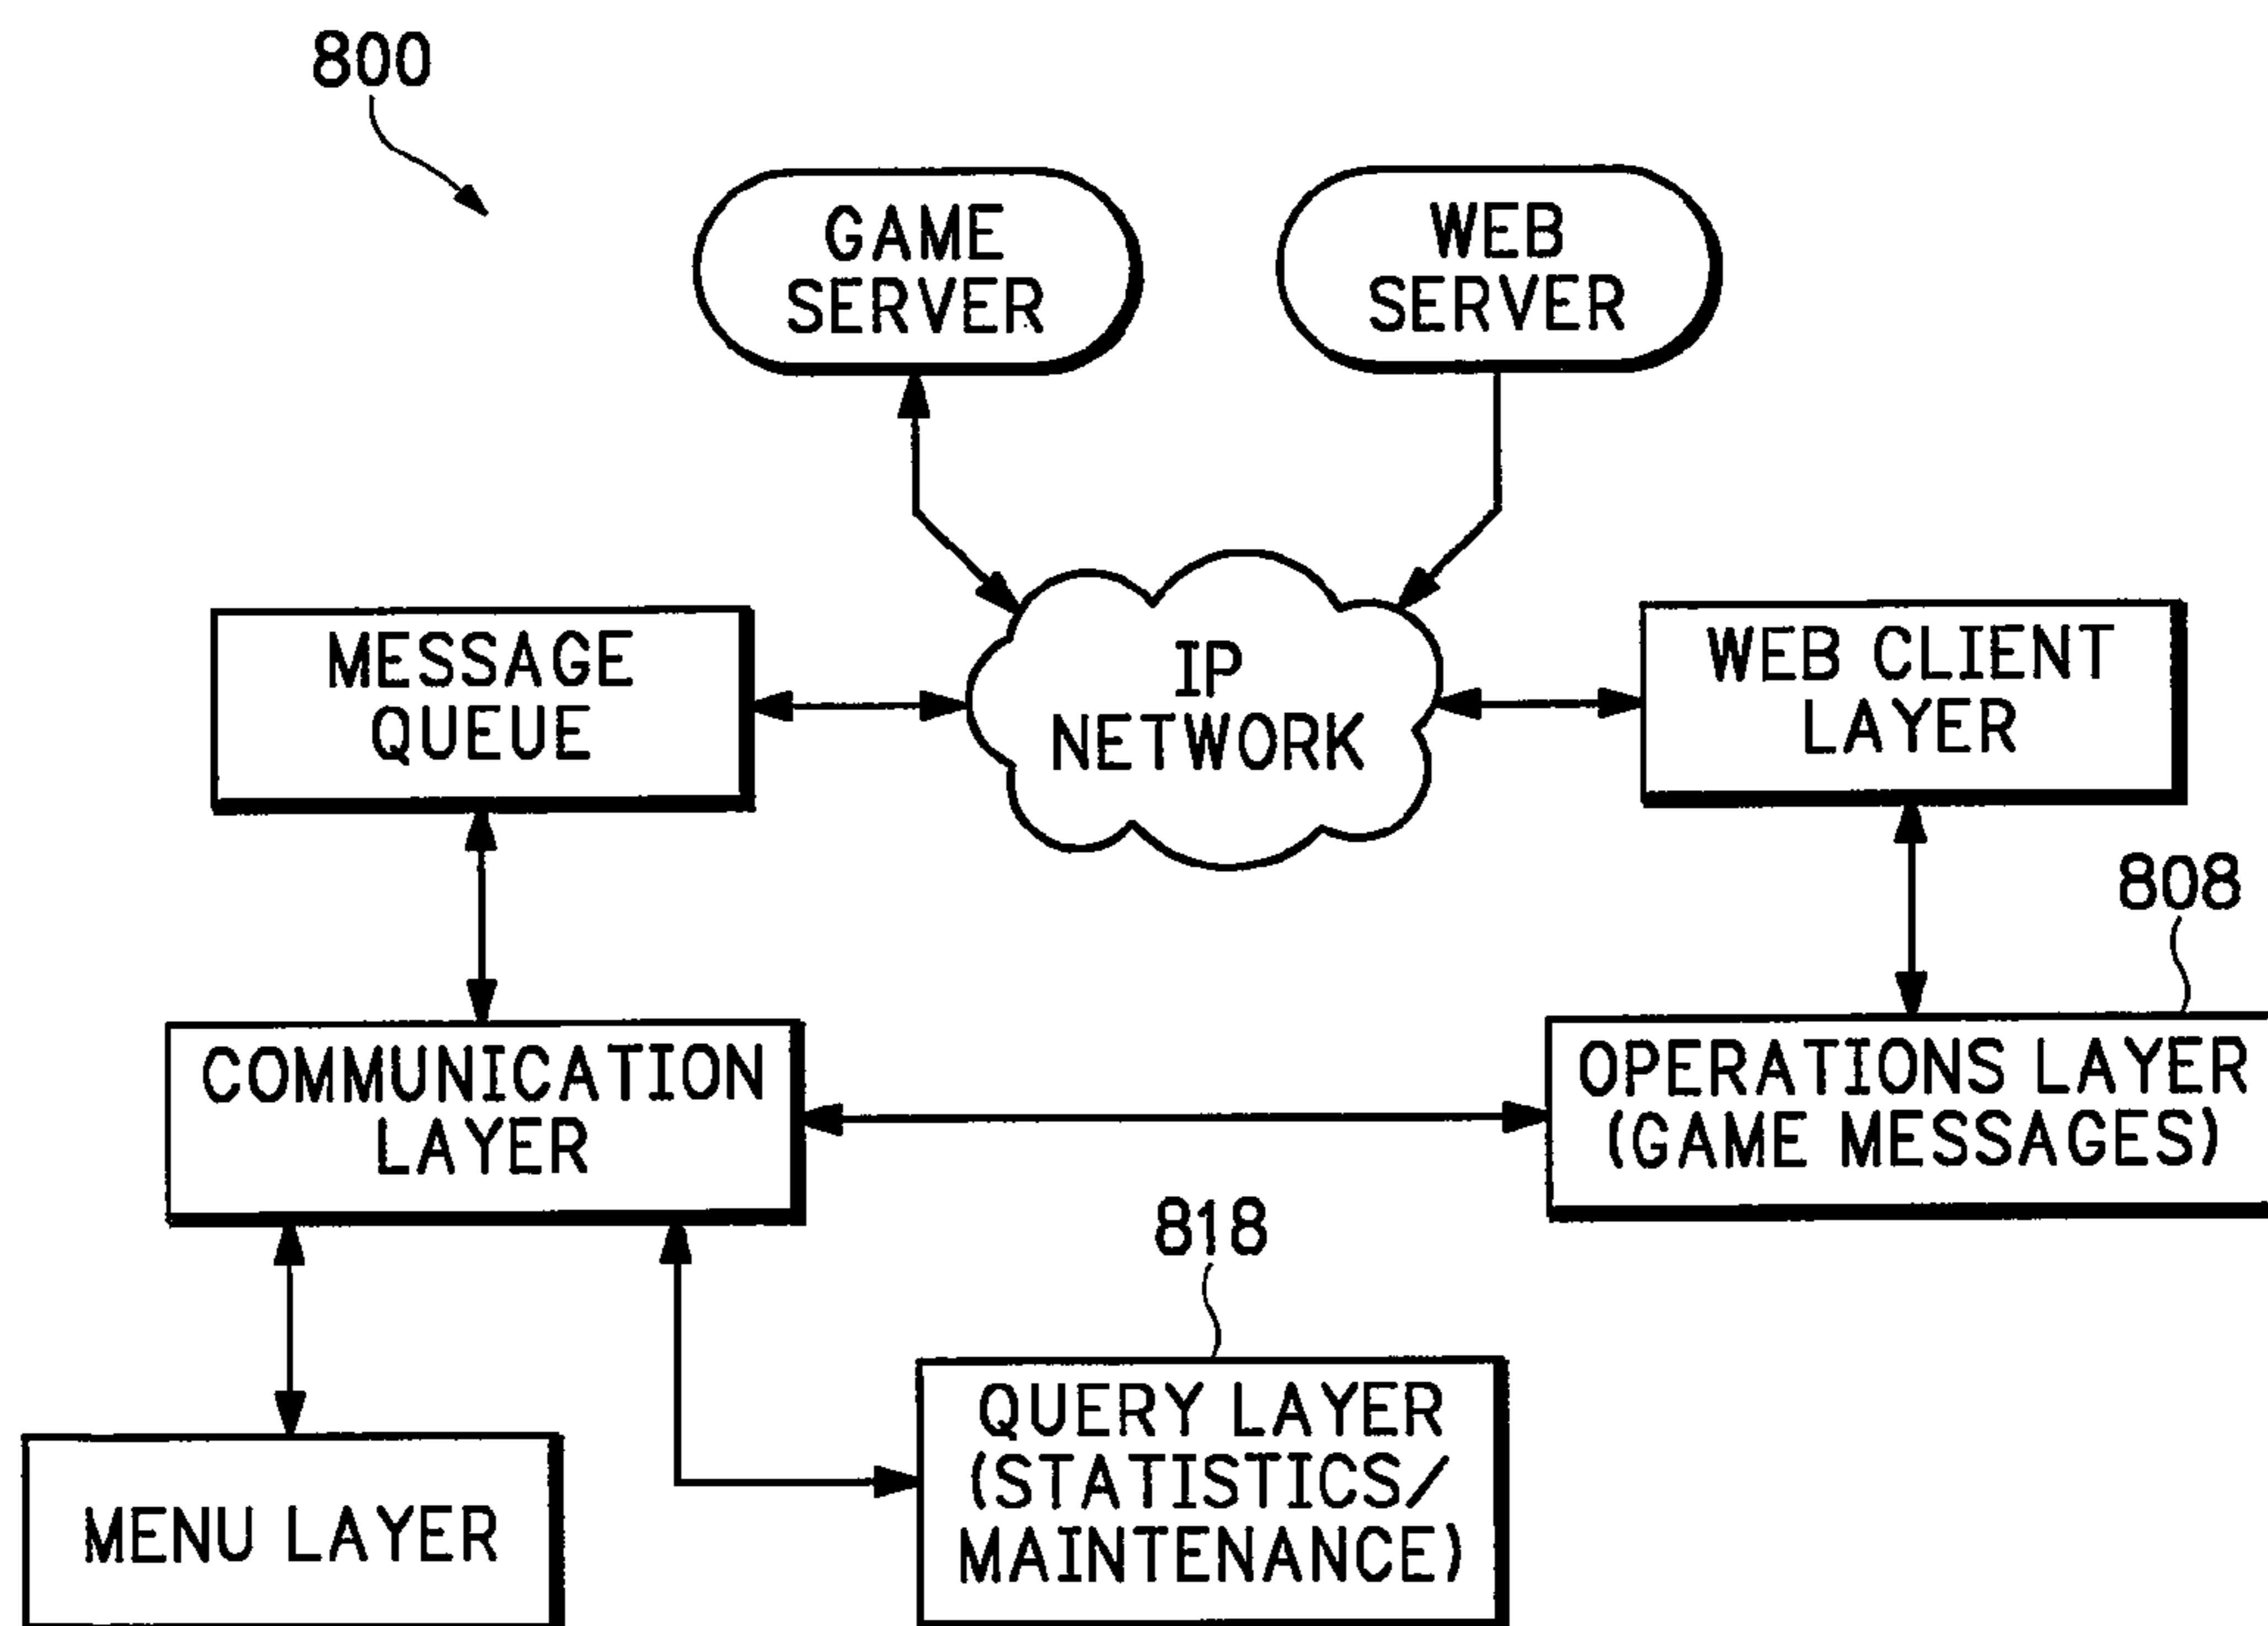 800
GAME
SERVER
WEB
SERVER
MESSAGE
QUEUE
IP
NETWORK
WEB CLIENT
LAYER
808
COMMUNICATION
LAYER
OPERATIONS LAYER
(GAME MESSAGES)
818
QUERY LAYER
(STATISTICS/
MAINTENANCE)
MENU LAYER